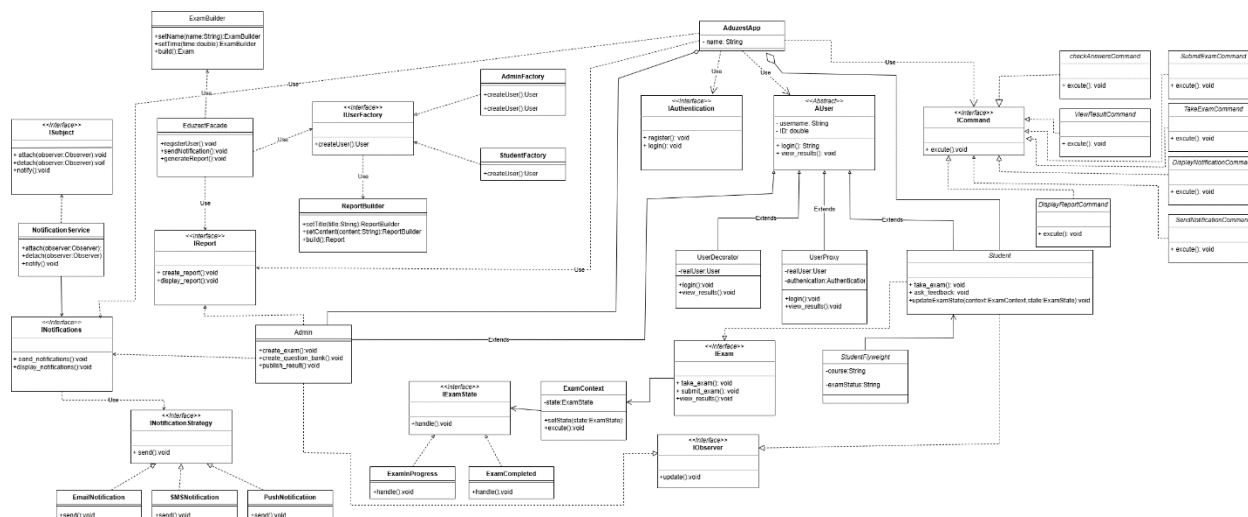 ExamBuilder
+setName(name:String):ExamBuilder
+setTime(time:double):ExamBuilder
+build():Exam
Use
EduzestFacade
+registerUser():void
+sendNotification():void
+generateReport():void
Use
Use
<<Interface>>
ISubject
+ attach(observer:Observer):void
+detach(observer:Observer):void
+notify():void
NotificationService
+attach(observer:Observer):
+detach(observer:Observer)
+notify():void
<<Interface>>
INotifications
+ send_notifications():void
+display_notifications():void
Use
<<Interface>>
INotificationStrategy
+ send():void
EmailNotification
+send():void
SMSNotification
+send():void
PushNotification
+send():void
<<Interface>>
IUserFactory
+createUser():User
Use
AdminFactory
+createUser():User
+createUser():User
StudentFactory
+createUser():User
ReportBuilder
+setTitle(title:String):ReportBuilder
+setContent(content:String):ReportBuilder
+build():Report
<<Interface>>
IReport
+ create_report():void
+display_report():void
Use
Use
Use
Admin
+create_exam():void
+create_question_bank():void
+publish_result():void
Extends
AduzestApp
- name: String
Use
Use
Use
<<Interface>>
IAuthentication
+ register(): void
+ login(): void
<<Abstract>>
AUser
- username: String
- ID: double
+ login(): String
+ view_results(): void
Extends
Extends
Extends
UserDecorator
-realUser:User
+login():void
+view_results():void
UserProxy
-realUser:User
-authenication:Authentication
+login():void
+view_results():void
Student
+ take_exam(): void
+ ask_feedback: void
+updateExamState(context:ExamContext,state:ExamState):void
StudentFlyweight
-course:String
-examStatus:String
<<Interface>>
IExam
+ take_exam(): void
+ submit_exam(): void
+view_results():void
ExamContext
-state:ExamState
+setState(state:ExamState):
+excute():void
<<Interface>>
IExamState
+handle():void
ExamInProgress
+handle():void
ExamCompleted
+handle():void
<<Interface>>
IObserver
+update():void
<<Interface>>
ICommand
+ excute():void
checkAnswersCommand
+ excute(): void
ViewResultCommand
+ excute(): void
DisplayReportCommand
+ excute(): void
SubmitExamCommand
+ excute(): void
TakeExamCommand
+ excute(): void
DisplayNotificationCommand
+ excute(): void
SendNotificationCommand
+excute(): void